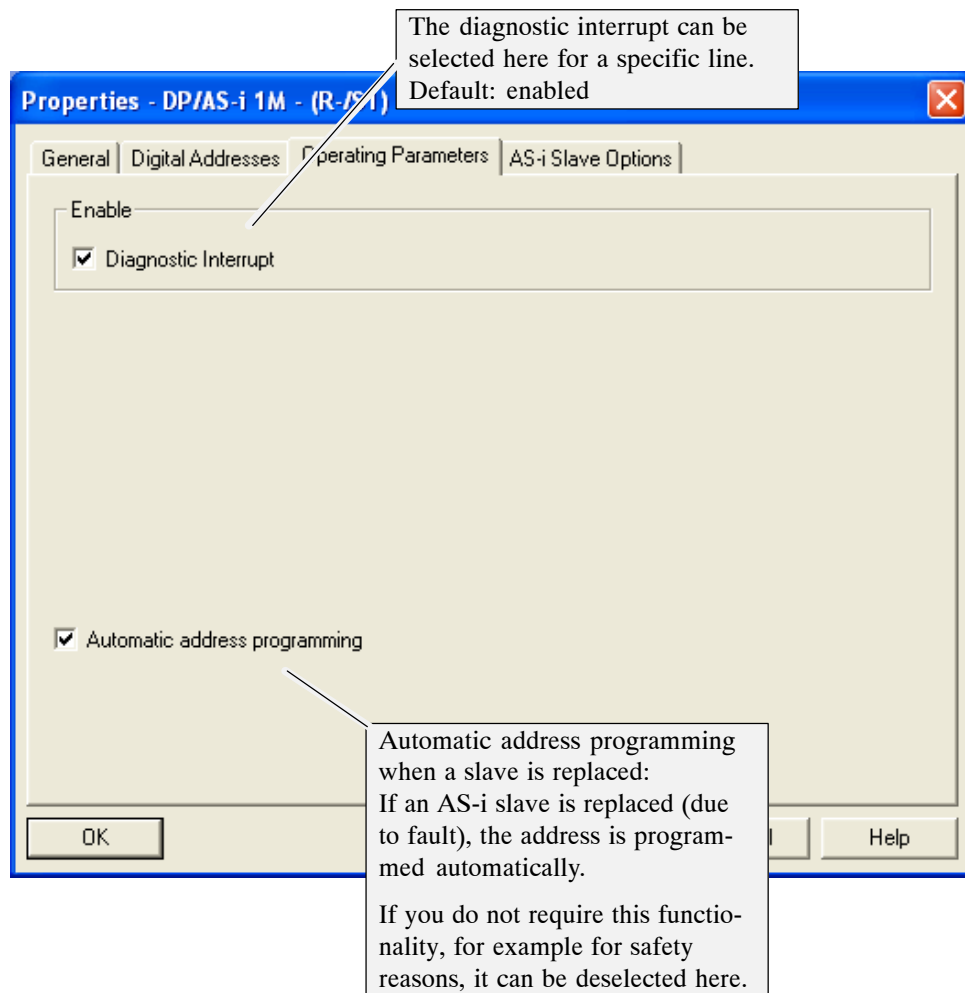 The diagnostic interrupt can be
selected here for a specific line.
Default: enabled
Properties - DP/AS-i 1M - (R-/S1)
General
Digital Addresses
Operating Parameters
AS-i Slave Options
Enable
Diagnostic Interrupt
Automatic address programming
Automatic address programming
when a slave is replaced:
If an AS-i slave is replaced (due
to fault), the address is program-
med automatically.
If you do not require this functio-
nality, for example for safety
reasons, it can be deselected here.
OK
Help